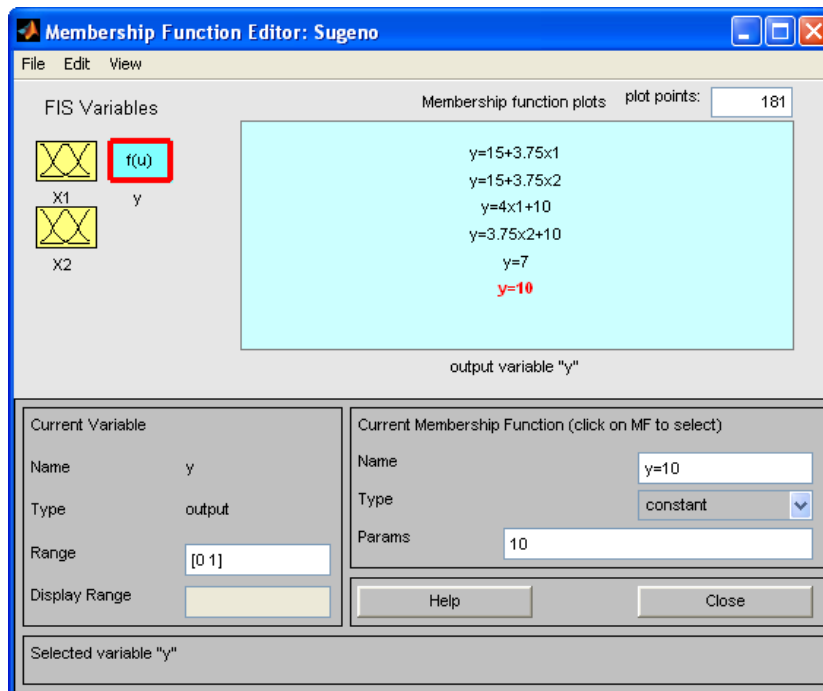 Membership Function Editor: Sugeno
File Edit View
FIS Variables
Membership function plots plot points: 181
f(u)
X1 y
X2
y=15+3.75x1
y=15+3.75x2
y=4x1+10
y=3.75x2+10
y=7
y=10
output variable "y"
Current Variable
Name y
Type output
Range [0 1]
Display Range
Current Membership Function (click on MF to select)
Name y=10
Type constant
Params 10
Help Close
Selected variable "y"